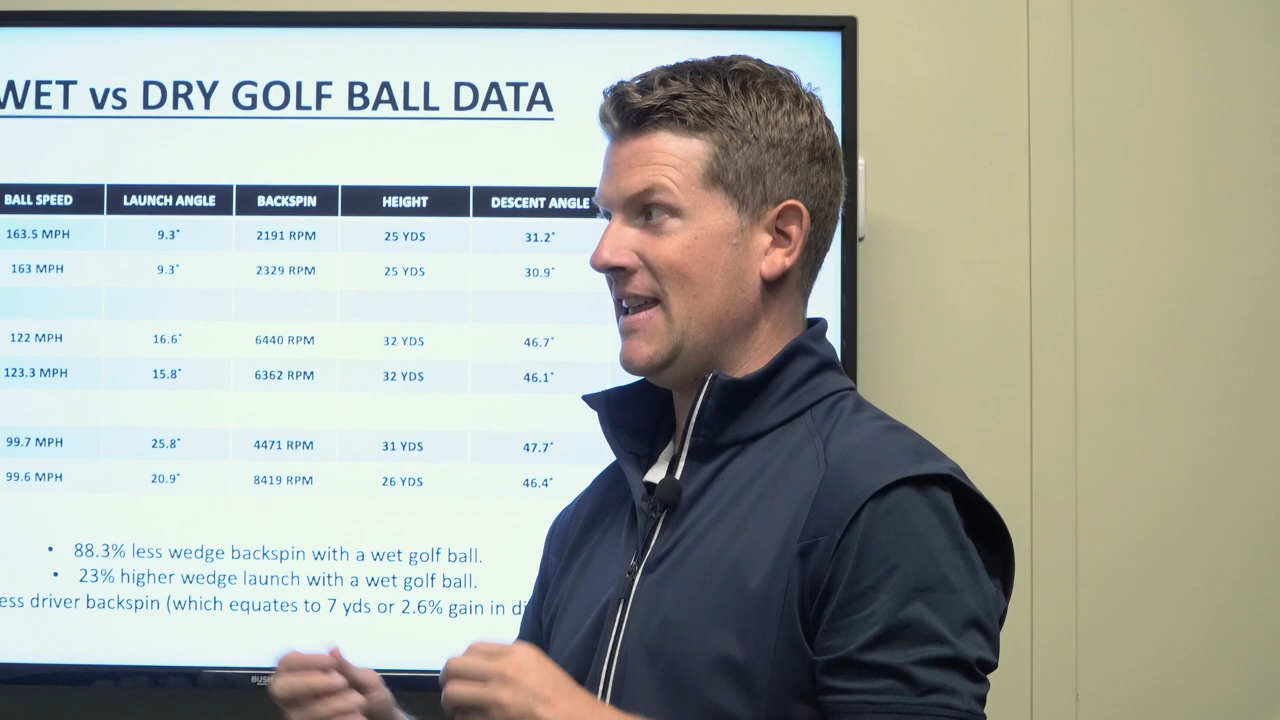 WET vs DRY GOLF BALL DATA
BALL SPEED LAUNCH ANGLE BACKSPIN HEIGHT DESCENT ANGLE
163.5 MPH 9.3° 2191 RPM 25 YDS 31.2°
163 MPH 9.3° 2329 RPM 25 YDS 30.9°
122 MPH 16.6° 6440 RPM 32 YDS 46.7°
123.3 MPH 15.8° 6362 RPM 32 YDS 46.1°
99.7 MPH 25.8° 4471 RPM 31 YDS 47.7°
99.6 MPH 20.9° 8419 RPM 26 YDS 46.4°
• 88.3% less wedge backspin with a wet golf ball.
• 23% higher wedge launch with a wet golf ball.
driver backspin (which equates to 7 yds or 2.6% gain in